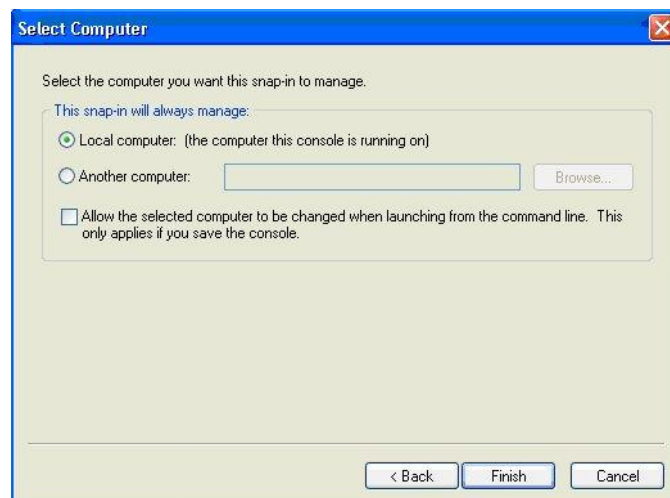 Select Computer
Select the computer you want this snap-in to manage.
This snap-in will always manage:
Local computer: (the computer this console is running on)
Another computer:
Browse...
Allow the selected computer to be changed when launching from the command line. This
only applies if you save the console.
< Back
Finish
Cancel